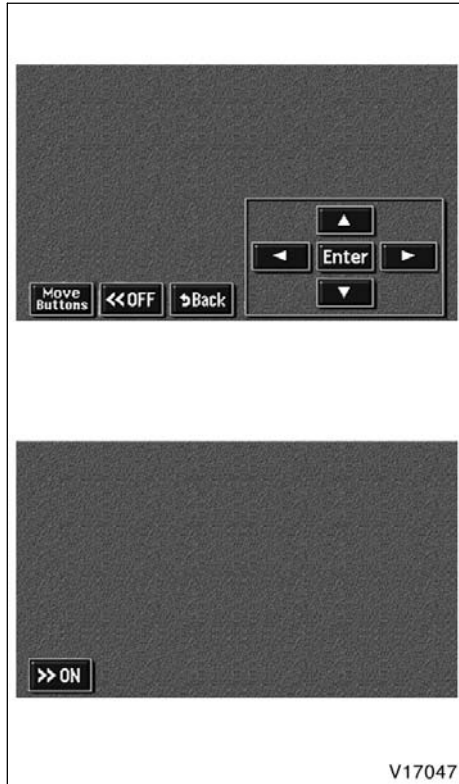 ▲
◄ Enter ►
Move
Buttons <<OFF ↶Back
▼
>> ON
V17047